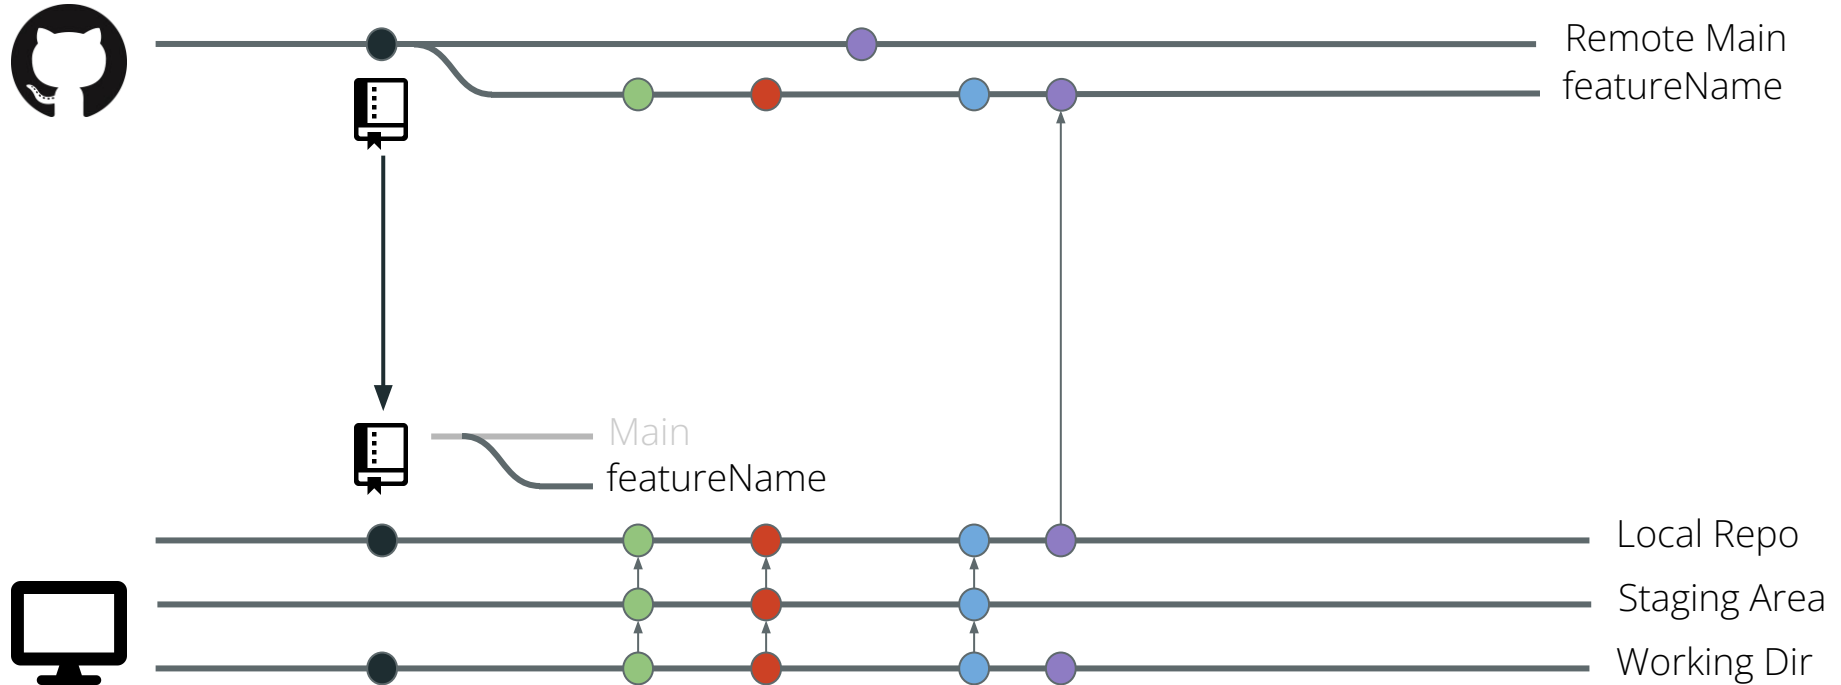 Remote Main
featureName
Main
featureName
Local Repo
Staging Area
Working Dir